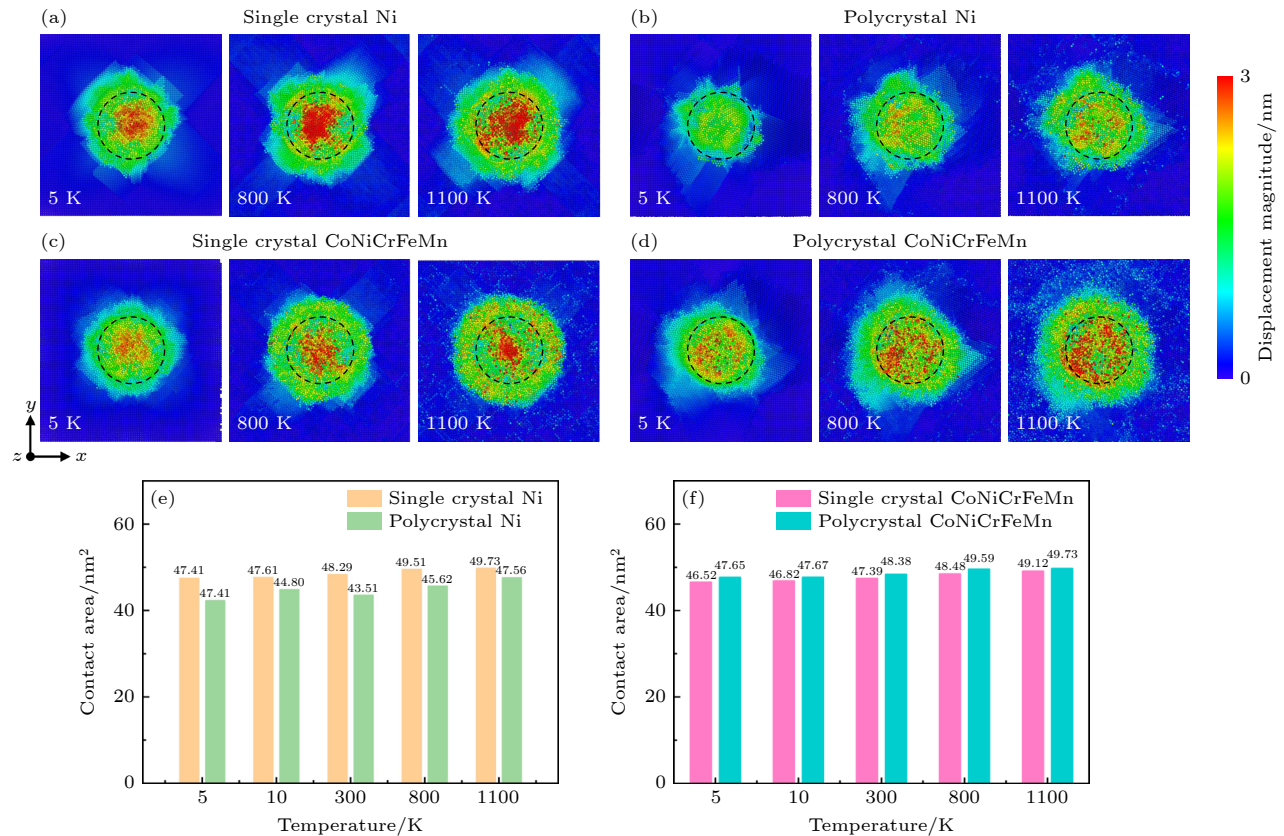 (a) Single crystal Ni
(b) Polycrystal Ni
5 K
800 K
1100 K
5 K
800 K
1100 K
(c) Single crystal CoNiCrFeMn
(d) Polycrystal CoNiCrFeMn
5 K
800 K
1100 K
5 K
800 K
1100 K
3
Displacement magnitude/nm
0
y
z
x
(e)
Single crystal Ni
Polycrystal Ni
Contact area/nm²
60
40
20
0
47.41 47.41
47.61 44.80
48.29 43.51
49.51 45.62
49.73 47.56
5 10 300 800 1100
Temperature/K
(f)
Single crystal CoNiCrFeMn
Polycrystal CoNiCrFeMn
Contact area/nm²
60
40
20
0
46.52 47.65
46.82 47.67
47.39 48.38
48.48 49.59
49.12 49.73
5 10 300 800 1100
Temperature/K